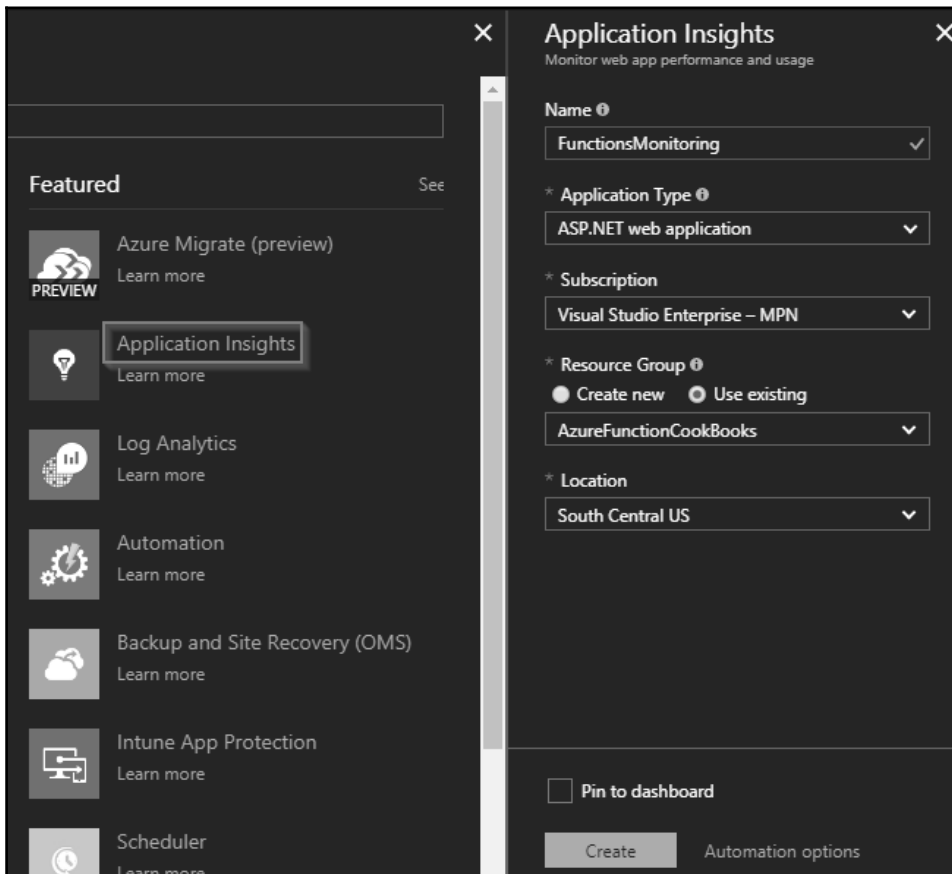 Featured
See
Azure Migrate (preview)
Learn more
PREVIEW
Application Insights
Learn more
Log Analytics
Learn more
Automation
Learn more
Backup and Site Recovery (OMS)
Learn more
Intune App Protection
Learn more
Scheduler
Learn more
Application Insights
Monitor web app performance and usage
Name
FunctionsMonitoring
* Application Type
ASP.NET web application
* Subscription
Visual Studio Enterprise – MPN
* Resource Group
Create new Use existing
AzureFunctionCookBooks
* Location
South Central US
Pin to dashboard
Create Automation options